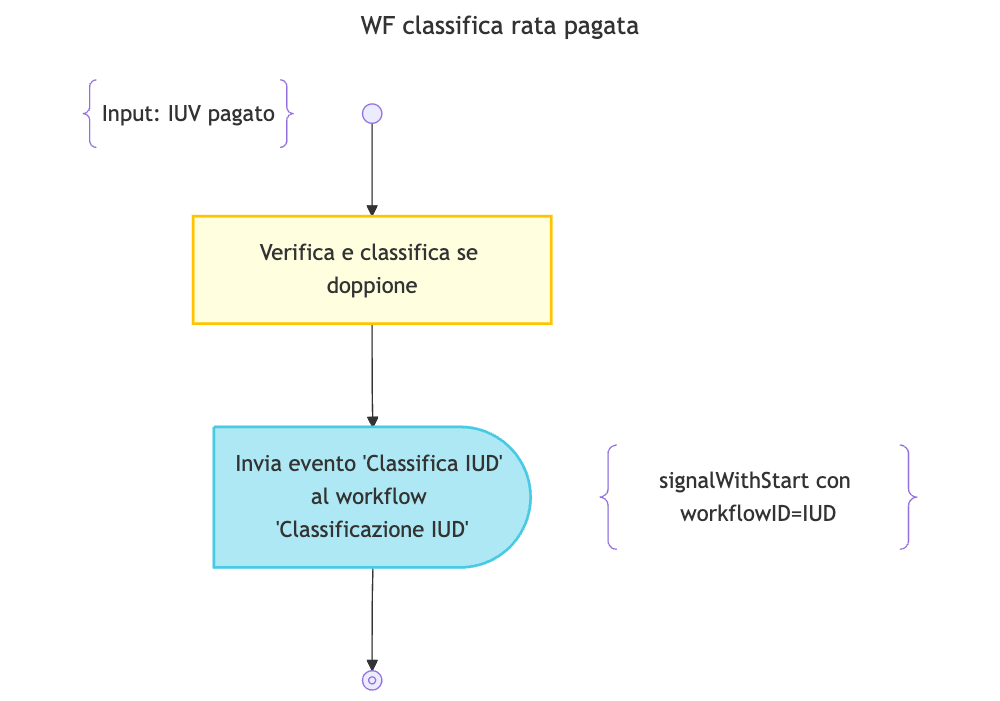 WF classifica rata pagata
Input: IUV pagato
Verifica e classifica se
doppione
Invia evento 'Classifica IUD'
al workflow
'Classificazione IUD'
signalWithStart con
workflowID=IUD